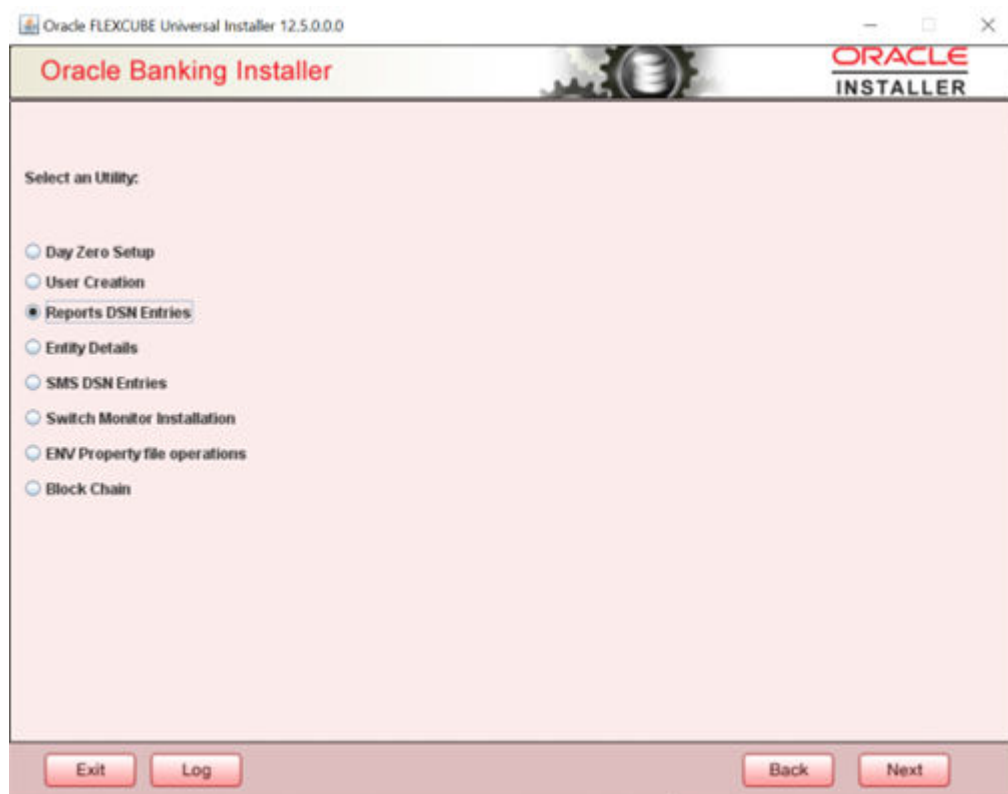 Oracle FLEXCUBE Universal Installer 12.5.0.0.0
Oracle Banking Installer
ORACLE
INSTALLER
Select an Utility:
Day Zero Setup
User Creation
Reports DSN Entries
Entity Details
SMS DSN Entries
Switch Monitor Installation
ENV Property file operations
Block Chain
Exit
Log
Back
Next